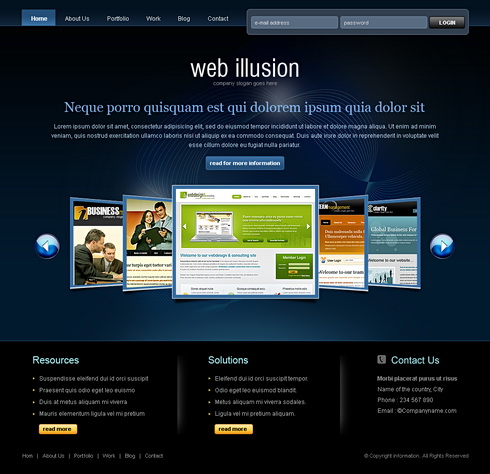 Home About Us Portfolio Work Blog Contact
e-mail address password LOGIN
web illusion
company slogan goes here
Neque porro quisquam est qui dolorem ipsum quia dolor sit
Lorem ipsum dolor sit amet, consectetur adipisicing elit, sed do eiusmod tempor incididunt ut labore et dolore magna aliqua. Ut enim ad minim
veniam, quis nostrud exercitation ullamco laboris nisi ut aliquip ex ea commodo consequat. Duis aute irure dolor in reprehenderit in voluptate velit
esse cillum dolore eu fugiat nulla pariatur.
read for more information
BUSINESS
webdesign
Member Login
Welcome to our webdesign & consulting site
management
clarity
Global Business For
Welcome to our website...
Resources
Suspendisse eleifend dui id orci suscipit
Praesent quis odio eget leo euismo
Duis at metus aliquam mi viverra
Mauris elementum ligula vel mi pretium
read more
Solutions
Eleifend dui id orci suscipit tempor.
Odio eget leo euismod blandit.
Metus aliquam mi viverra sodales.
Ligula vel mi pretium aliquam.
read more
Contact Us
Morbi placerat purus ut risus
Name of the country, City
Phone : 234 567 890
Email : @Companyname.com
Hom | About Us | Portfolio | Work | Blog | Contact
© Copyright information. All Rights Reserved